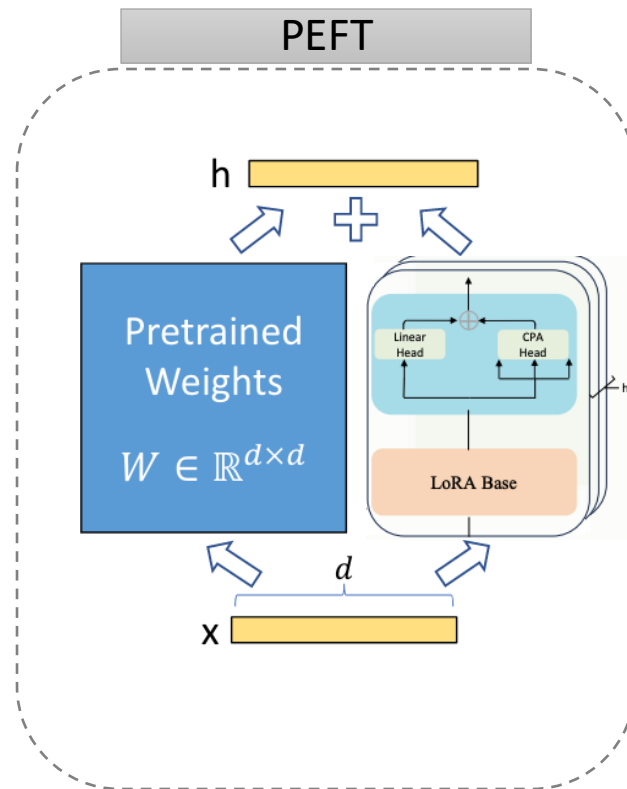 PEFT
h
Pretrained
Weights
W ∈ ℝ^{d×d}
Linear
Head
CPA
Head
h
LoRA Base
d
x